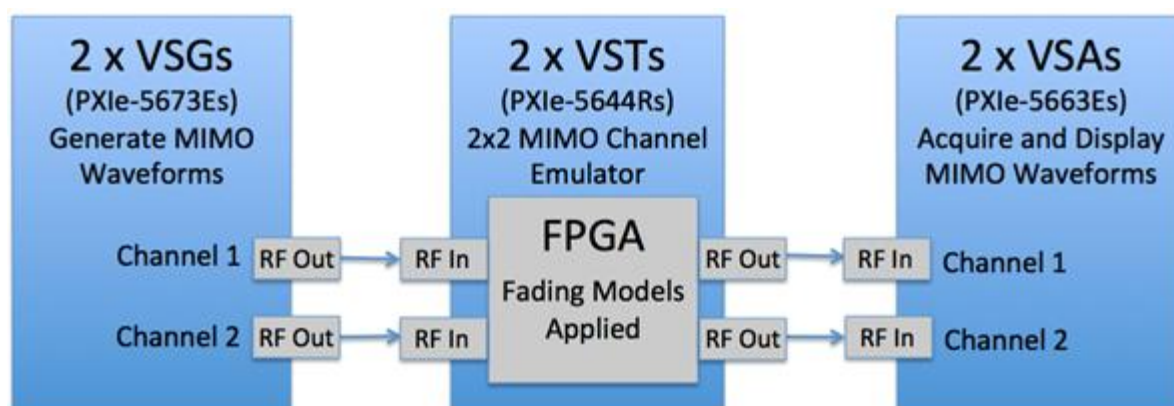 2 x VSGs
(PXIe-5673Es)
Generate MIMO
Waveforms
Channel 1
RF Out
Channel 2
RF Out
2 x VSTs
(PXIe-5644Rs)
2x2 MIMO Channel
Emulator
RF In
RF In
FPGA
Fading Models
Applied
RF Out
RF Out
2 x VSAs
(PXIe-5663Es)
Acquire and Display
MIMO Waveforms
RF In
Channel 1
RF In
Channel 2